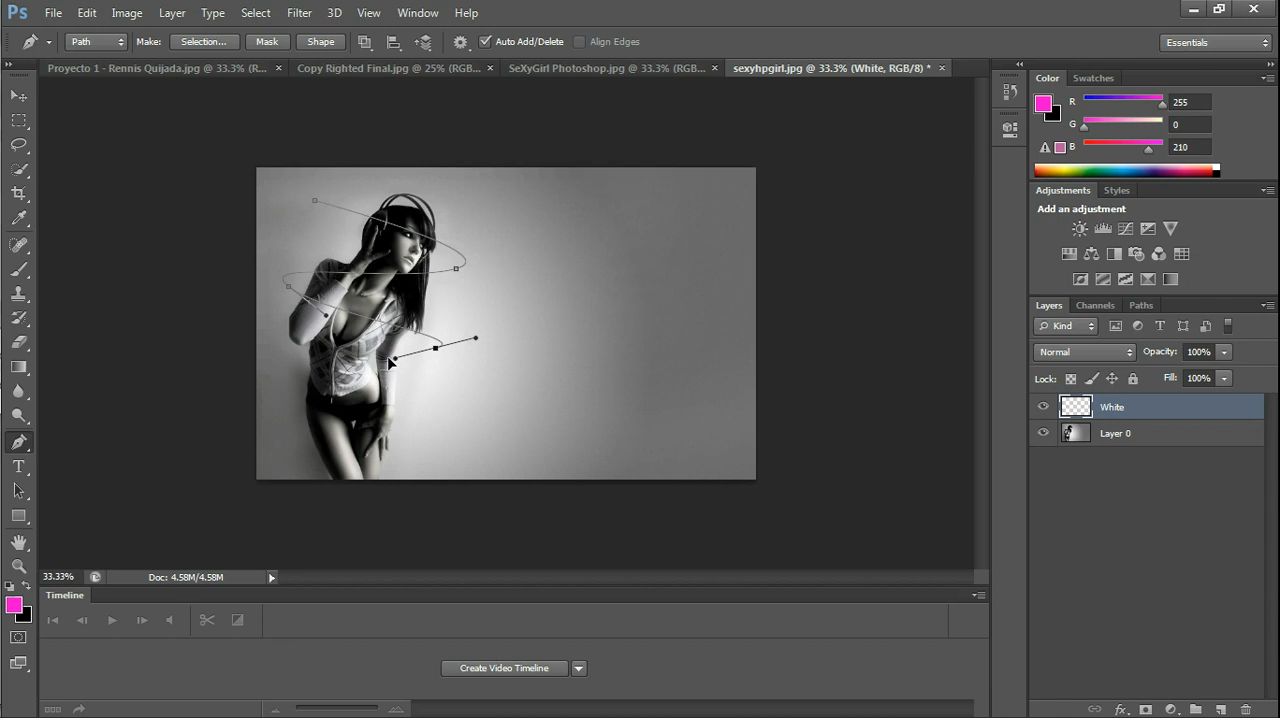 Ps File Edit Image Layer Type Select Filter 3D View Window Help
Path Make: Selection... Mask Shape Auto Add/Delete Align Edges Essentials
Proyecto 1 - Rennis Quijada.jpg @ 33.3% (R... × Copy Righted Final.jpg @ 25% (RGB... × SeXyGirl Photoshop.jpg @ 33.3% (RGB... × sexyhpgirl.jpg @ 33.3% (White, RGB/8) * ×
Color Swatches
R 255
G 0
B 210
Adjustments Styles
Add an adjustment
Layers Channels Paths
Kind
Normal Opacity: 100%
Lock: Fill: 100%
White
Layer 0
33.33% Doc: 4.58M/4.58M
Timeline
Create Video Timeline